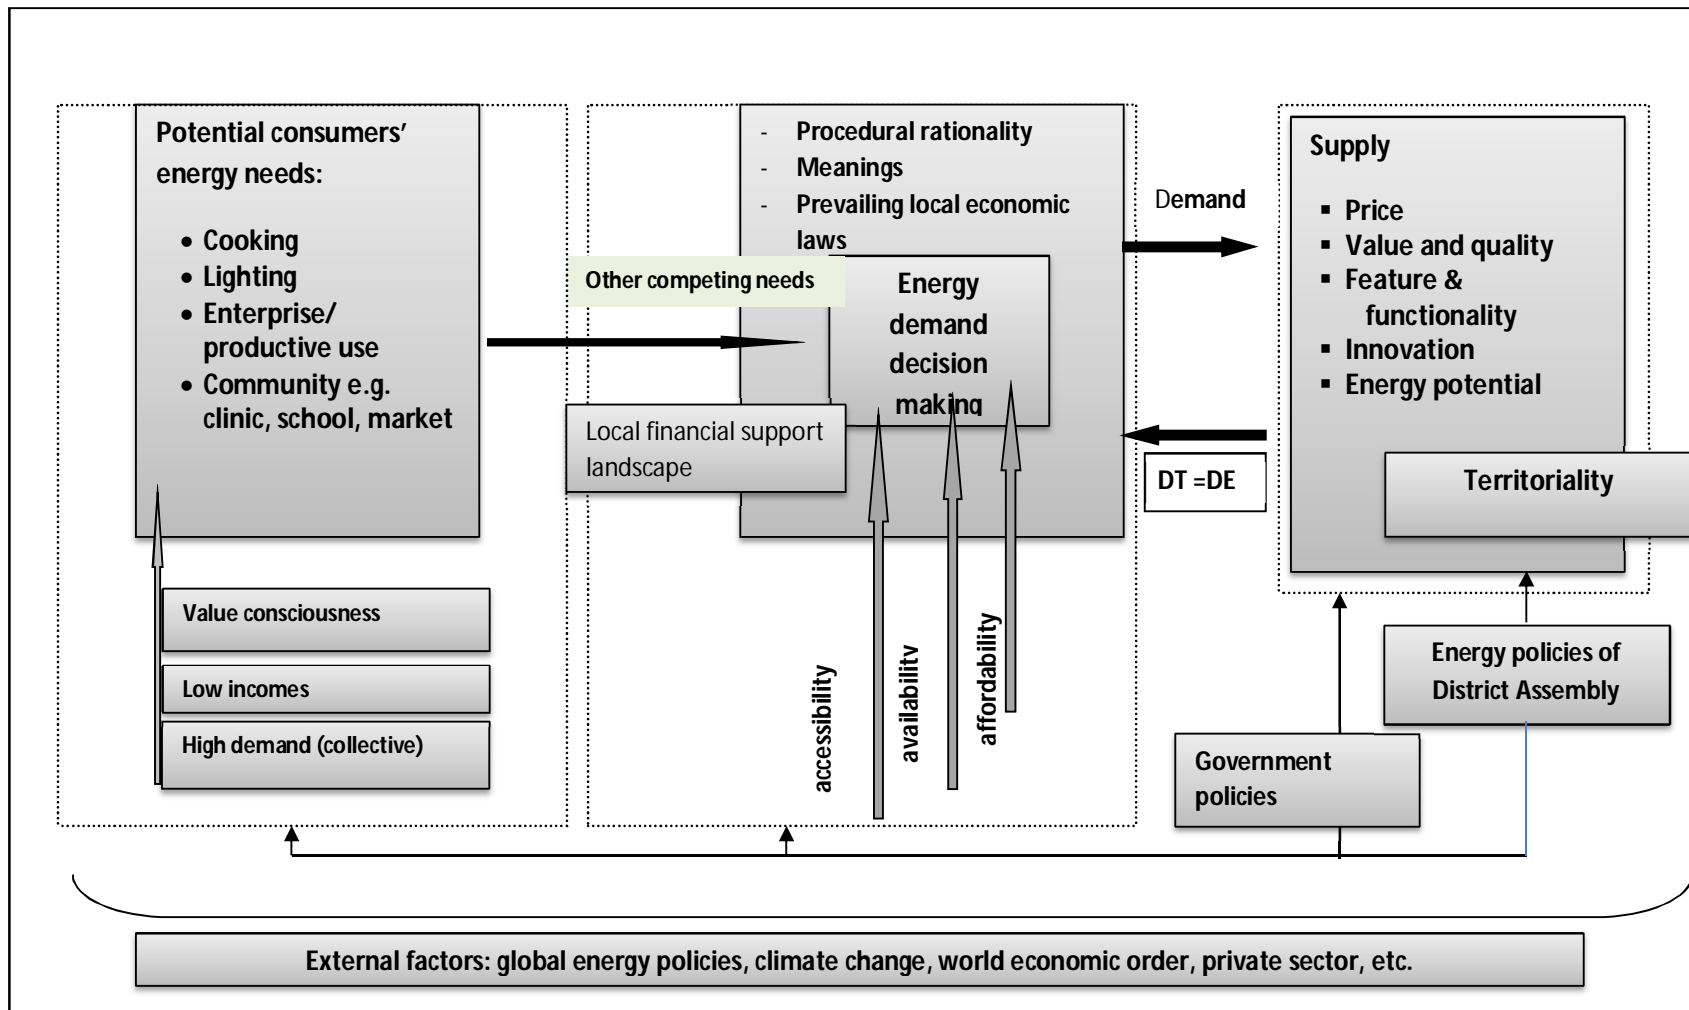 Potential consumers’
energy needs:
• Cooking
• Lighting
• Enterprise/
productive use
• Community e.g.
clinic, school, market
Value consciousness
Low incomes
High demand (collective)
Other competing needs
Local financial support
landscape
- Procedural rationality
- Meanings
- Prevailing local economic
laws
Energy
demand
decision
making
accessibility
availability
affordability
Demand
DT =DE
Supply
▪ Price
▪ Value and quality
▪ Feature &
functionality
▪ Innovation
▪ Energy potential
Territoriality
Energy policies of
District Assembly
Government
policies
External factors: global energy policies, climate change, world economic order, private sector, etc.